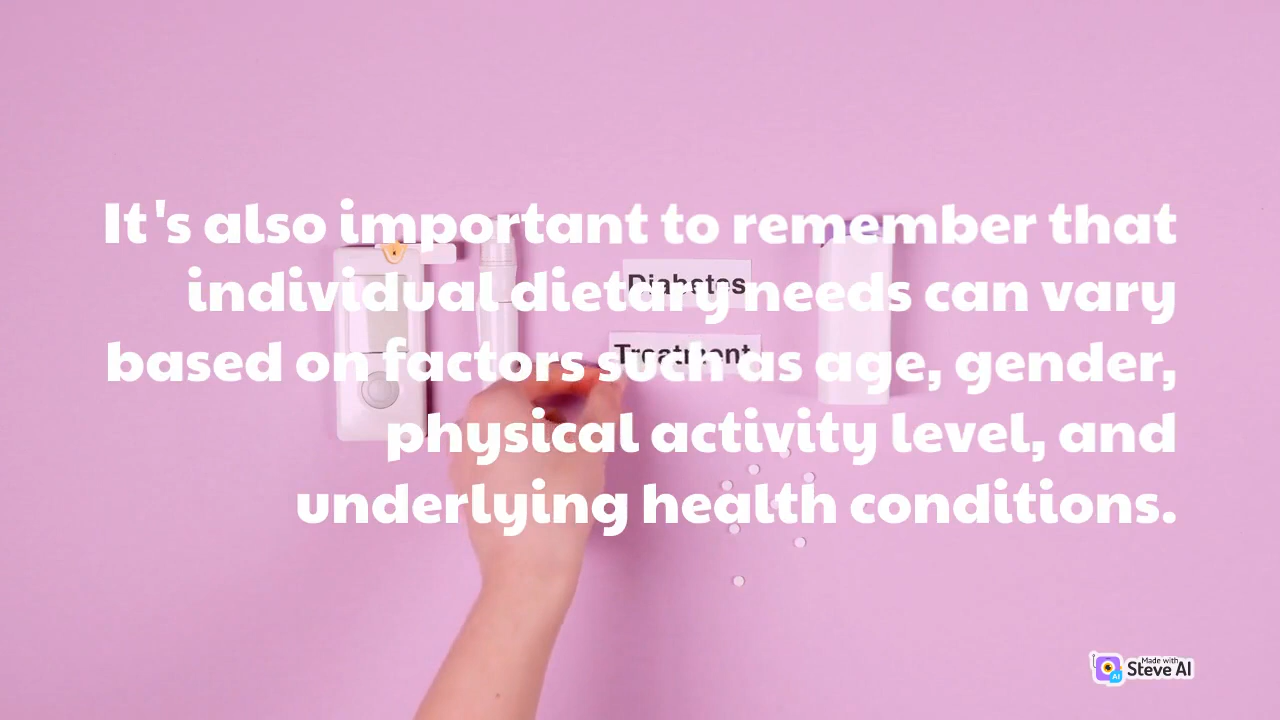 It's also important to remember that
individual dietary needs can vary
based on factors such as age, gender,
physical activity level, and
underlying health conditions.
Diabetes
Treatment
Made with
Steve AI
AI